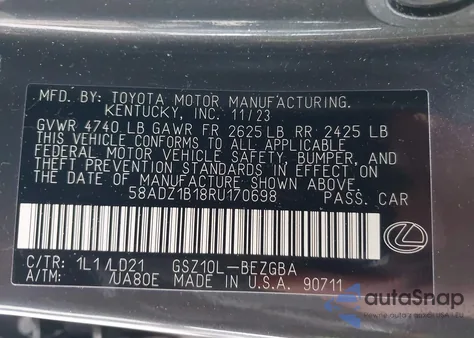 MFD. BY: TOYOTA MOTOR MANUFACTURING.
KENTUCKY, INC. 11/23
GVWR 4740 LB GAWR FR 2625 LB RR 2425 LB
THIS VEHICLE CONFORMS TO ALL APPLICABLE
FEDERAL MOTOR VEHICLE SAFETY, BUMPER, AND
THEFT PREVENTION STANDARDS IN EFFECT ON
THE DATE OF MANUFACTURE SHOWN ABOVE.
58ADZ1B18RU170698 PASS. CAR
C/TR: 1L1/LD21 GSZ10L-BEZGBA
A/TM: /UA80E MADE IN U.S.A. 90711
autoSnap